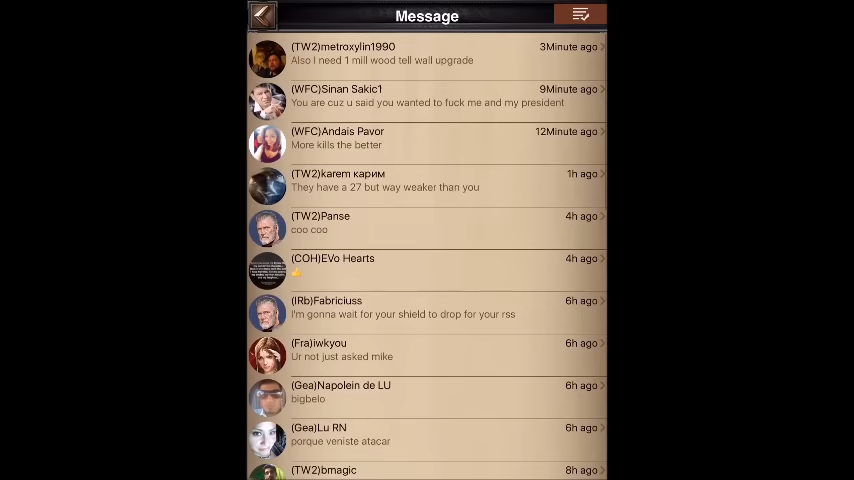 Message
(TW2)metroxylin1990 3Minute ago
Also I need 1 mill wood tell wall upgrade
(WFC)Sinan Sakic1 9Minute ago
You are cuz u said you wanted to fuck me and my president
(WFC)Andais Pavor 12Minute ago
More kills the better
(TW2)karem карим 1h ago
They have a 27 but way weaker than you
(TW2)Panse 4h ago
coo coo
(COH)EVo Hearts 4h ago
(IRb)Fabriciuss 6h ago
I'm gonna wait for your shield to drop for your rss
(Fra)iwkyou 6h ago
Ur not just asked mike
(Gea)Napolein de LU 6h ago
bigbelo
(Gea)Lu RN 6h ago
porque veniste atacar
(TW2)bmagic 8h ago